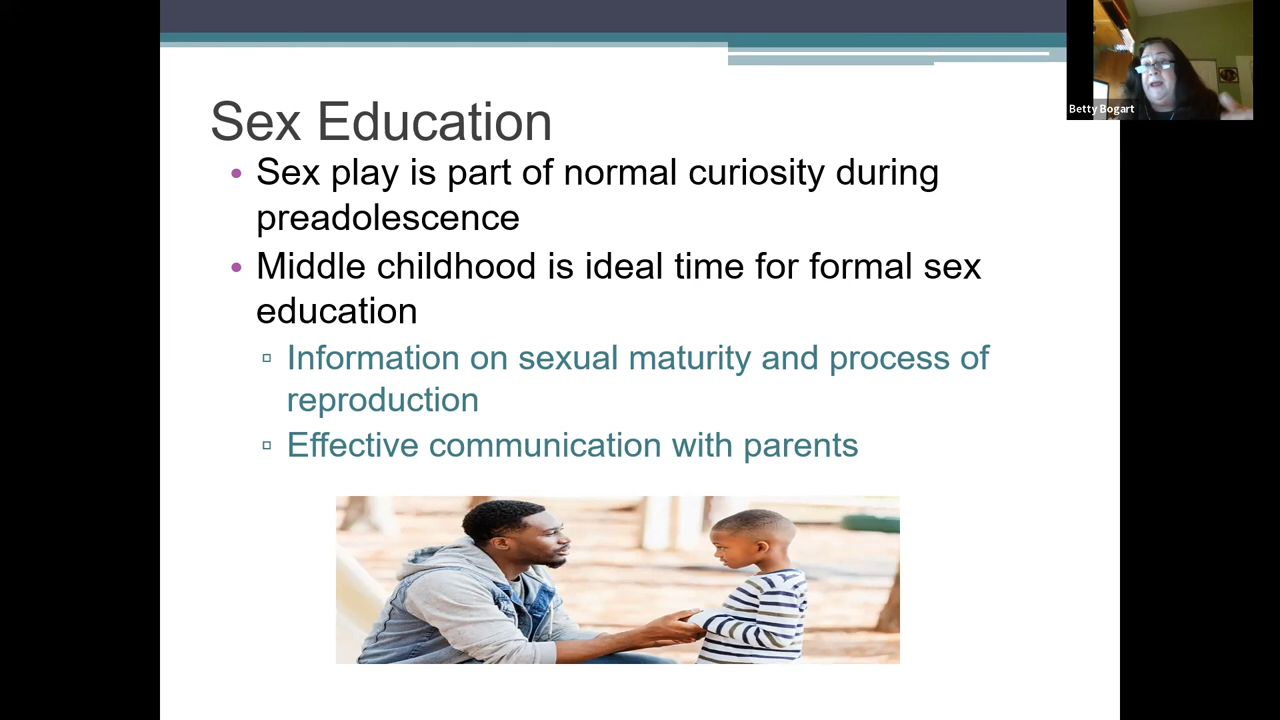 Betty Bogart
Sex Education
• Sex play is part of normal curiosity during
preadolescence
• Middle childhood is ideal time for formal sex
education
▫ Information on sexual maturity and process of
reproduction
▫ Effective communication with parents